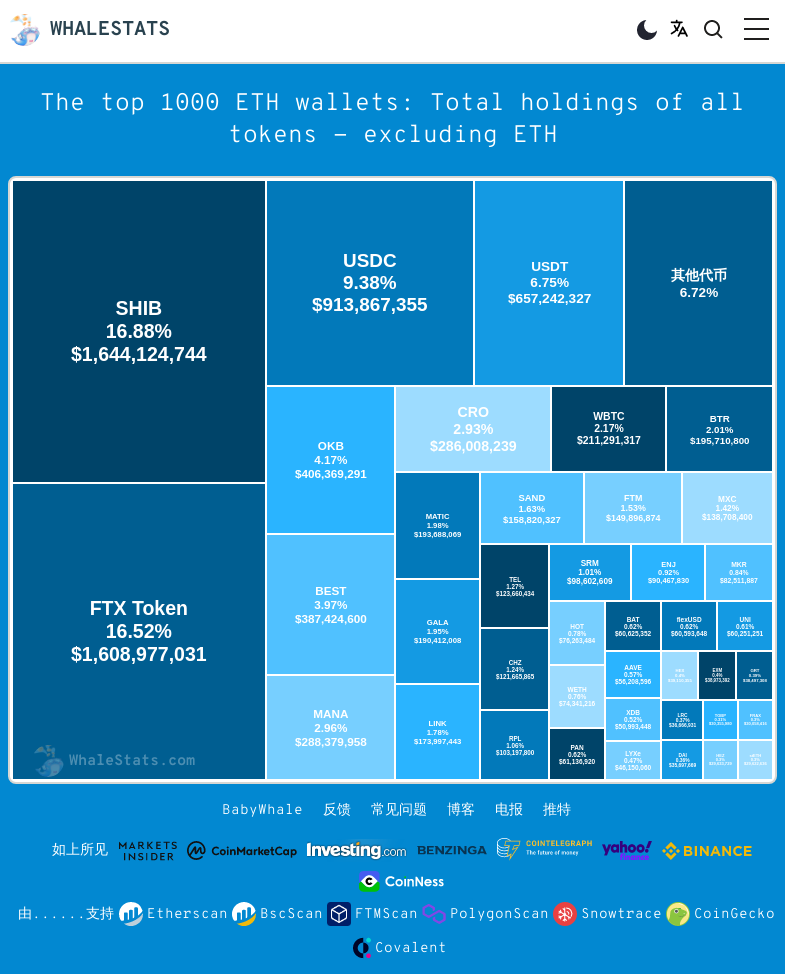 WHALESTATS
The top 1000 ETH wallets: Total holdings of all
tokens - excluding ETH
SHIB
16.88%
$1,644,124,744
FTX Token
16.52%
$1,608,977,031
USDC
9.38%
$913,867,355
USDT
6.75%
$657,242,327
其他代币
6.72%
OKB
4.17%
$406,369,291
BEST
3.97%
$387,424,600
MANA
2.96%
$288,379,958
CRO
2.93%
$286,008,239
WBTC
2.17%
$211,291,317
BTR
2.01%
$195,710,800
MATIC
1.98%
$193,688,069
GALA
1.95%
$190,412,008
LINK
1.78%
$173,997,443
SAND
1.63%
$158,820,327
FTM
1.53%
$149,896,874
MXC
1.42%
$138,708,400
TEL
1.27%
$123,660,434
CHZ
1.24%
$121,665,865
RPL
1.06%
$103,197,800
SRM
1.01%
$98,602,609
ENJ
0.92%
$90,467,830
MKR
0.84%
$82,511,887
HOT
0.78%
$76,263,484
WETH
0.76%
$74,341,216
PAN
0.62%
$61,136,920
BAT
0.62%
$60,625,352
flexUSD
0.62%
$60,593,648
UNI
0.61%
$60,251,251
AAVE
0.57%
$56,208,596
XDB
0.52%
$50,993,448
LYXe
0.47%
$46,150,060
0.4%
EXM
0.4%
$38,973,392
GRT
LRC
0.37%
$36,666,931
DAI
0.36%
WhaleStats.com
BabyWhale 反馈 常见问题 博客 电报 推特
如上所见 MARKETS INSIDER CoinMarketCap Investing.com BENZINGA COINTELEGRAPH The future of money yahoo! finance BINANCE
CoinNess
由......支持 Etherscan BscScan FTMScan PolygonScan Snowtrace CoinGecko
Covalent